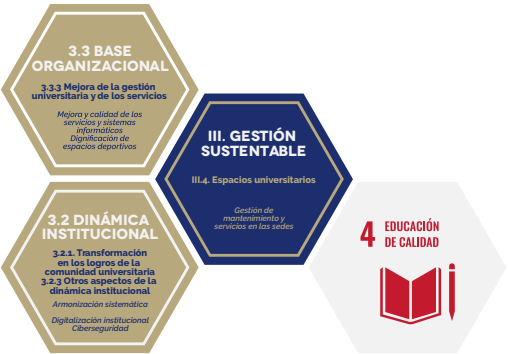 3.3 BASE
ORGANIZACIONAL
3.3.3 Mejora de la gestión
universitaria y de los servicios
Mejora y calidad de los
servicios y sistemas
informáticos
Dignificación de
espacios deportivos
III. GESTIÓN
SUSTENTABLE
III.4. Espacios universitarios
Gestión de
mantenimiento y
servicios en las sedes
3.2 DINÁMICA
INSTITUCIONAL
3.2.1. Transformación
en los logros de la
comunidad universitaria
3.2.3 Otros aspectos de la
dinámica institucional
Armonización sistemática
Digitalización institucional
Ciberseguridad
4 EDUCACIÓN
DE CALIDAD